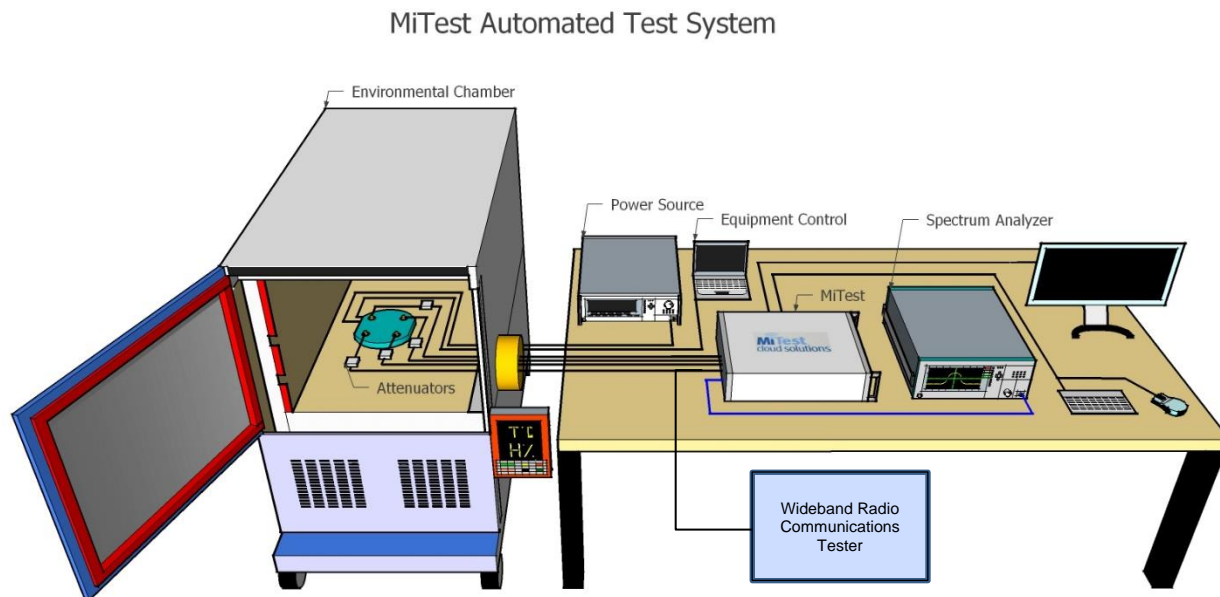 MiTest Automated Test System
Environmental Chamber
Power Source
Equipment Control
Spectrum Analyzer
MiTest
MiTest
cloud solutions
Attenuators
T°C
H%
Wideband Radio
Communications
Tester